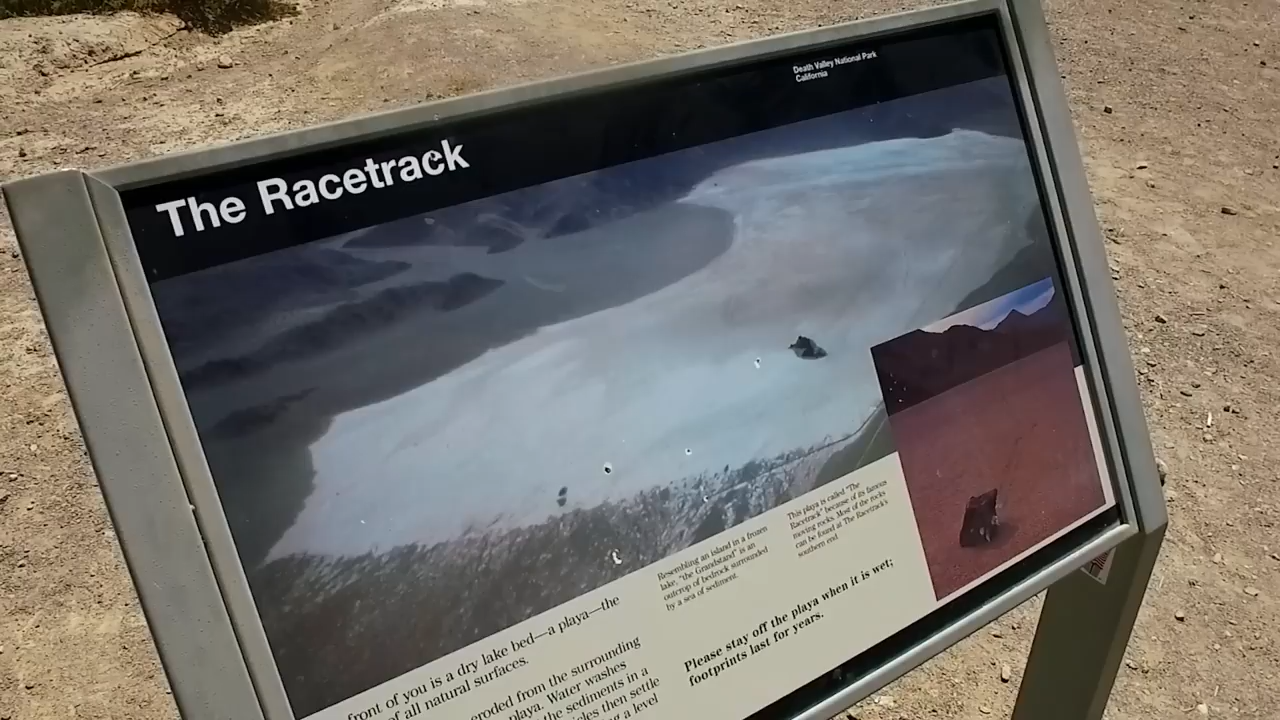 Death Valley National Park
California
The Racetrack
front of you is a dry lake bed—a playa—the
of all natural surfaces.
eroded from the surrounding
playa. Water washes
the sediments in a
then settle
a level
Resembling an island in a frozen
lake, "the Grandstand" is an
outcrop of bedrock surrounded
by a sea of sediment.
This playa is called "The
Racetrack" because of its famous
moving rocks. Most of the rocks
can be found at The Racetrack's
southern end
Please stay off the playa when it is wet;
footprints last for years.